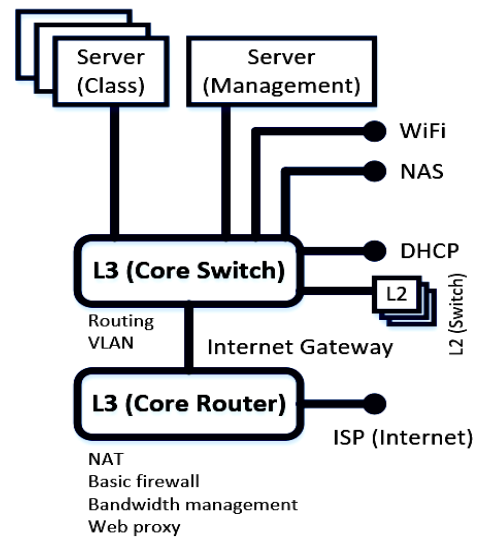 Server
(Class)
Server
(Management)
WiFi
NAS
L3 (Core Switch)
DHCP
L2
L2 (Switch)
Routing
VLAN
Internet Gateway
L3 (Core Router)
ISP (Internet)
NAT
Basic firewall
Bandwidth management
Web proxy